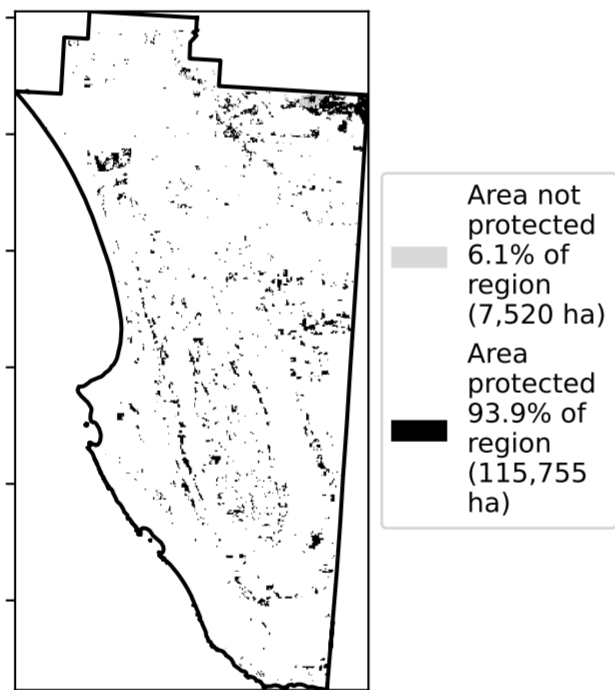 Area not
protected
6.1% of
region
(7,520 ha)
Area
protected
93.9% of
region
(115,755
ha)